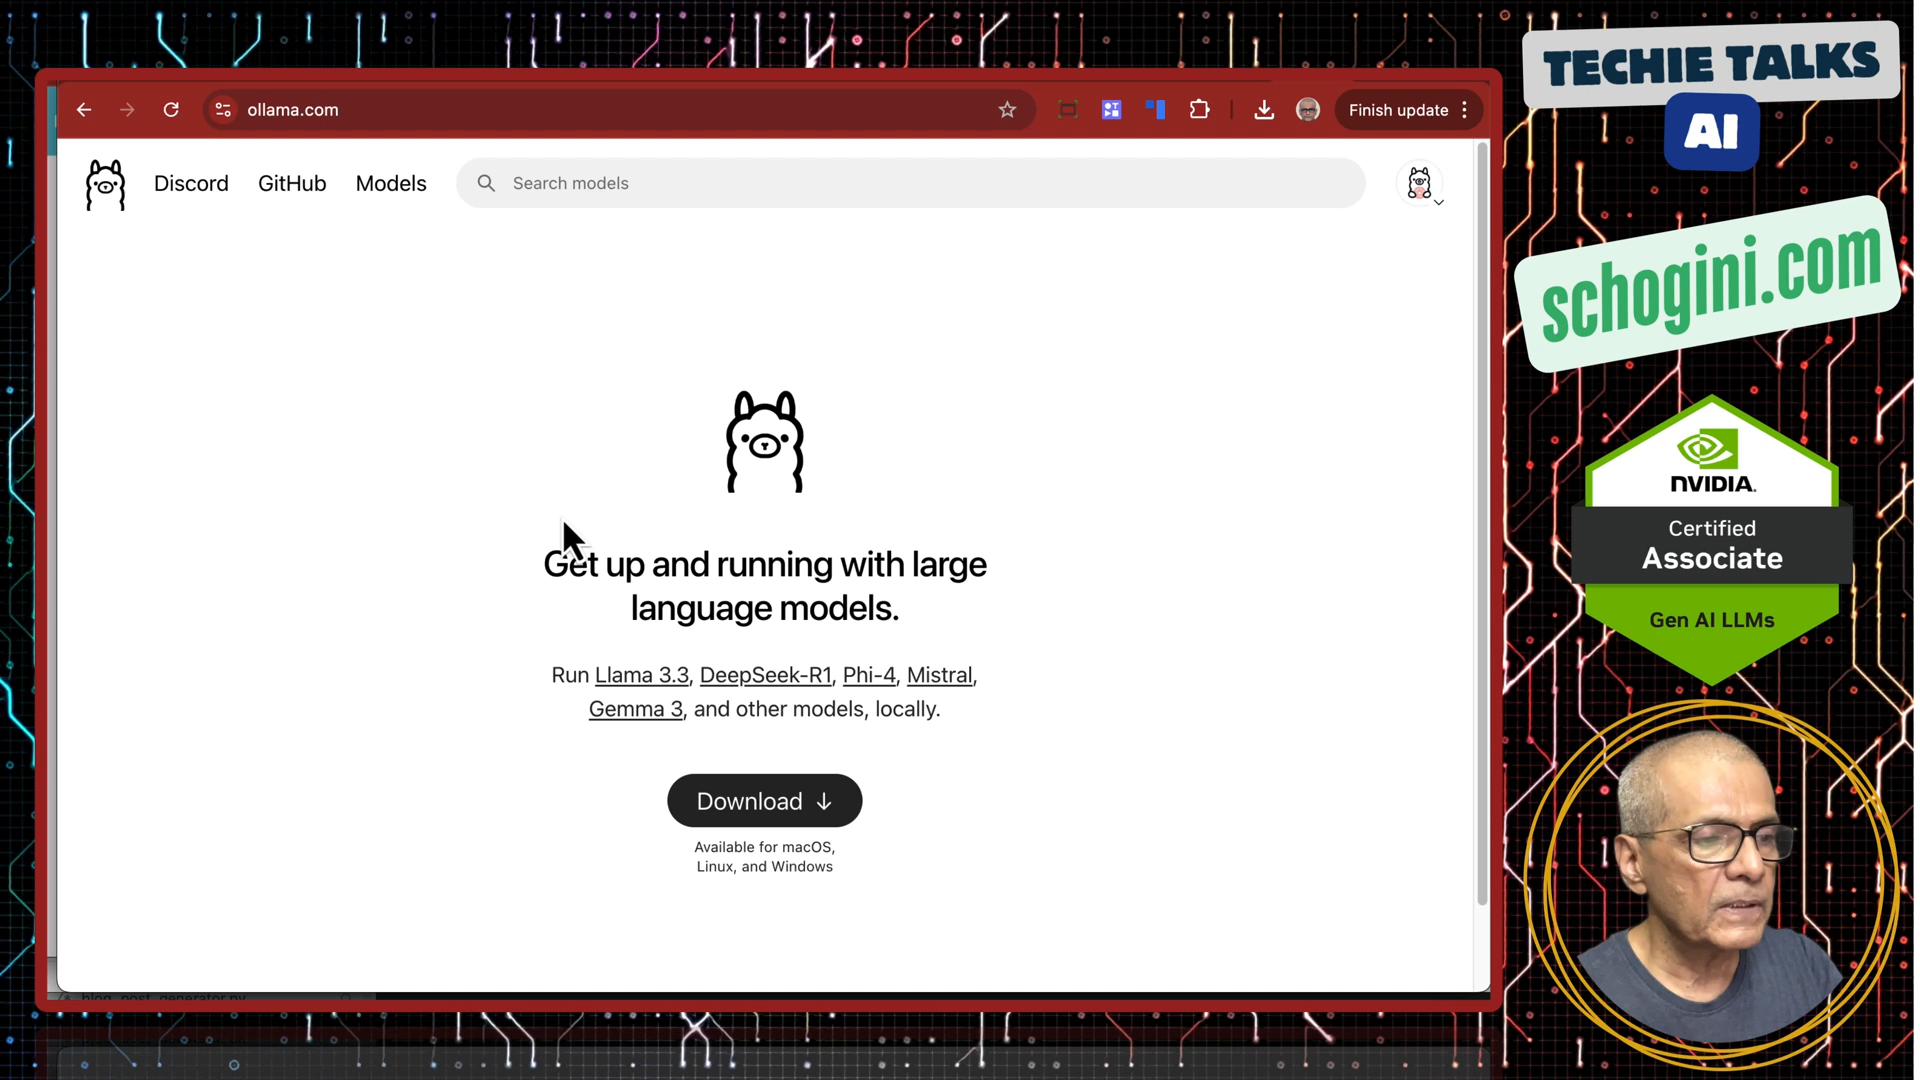 TECHIE TALKS
AI
ollama.com
Finish update
Discord
GitHub
Models
Search models
schogini.com
Get up and running with large
language models.
Run Llama 3.3, DeepSeek-R1, Phi-4, Mistral,
Gemma 3, and other models, locally.
Download
Available for macOS,
Linux, and Windows
NVIDIA.
Certified
Associate
Gen AI LLMs
blog_post_generator.py